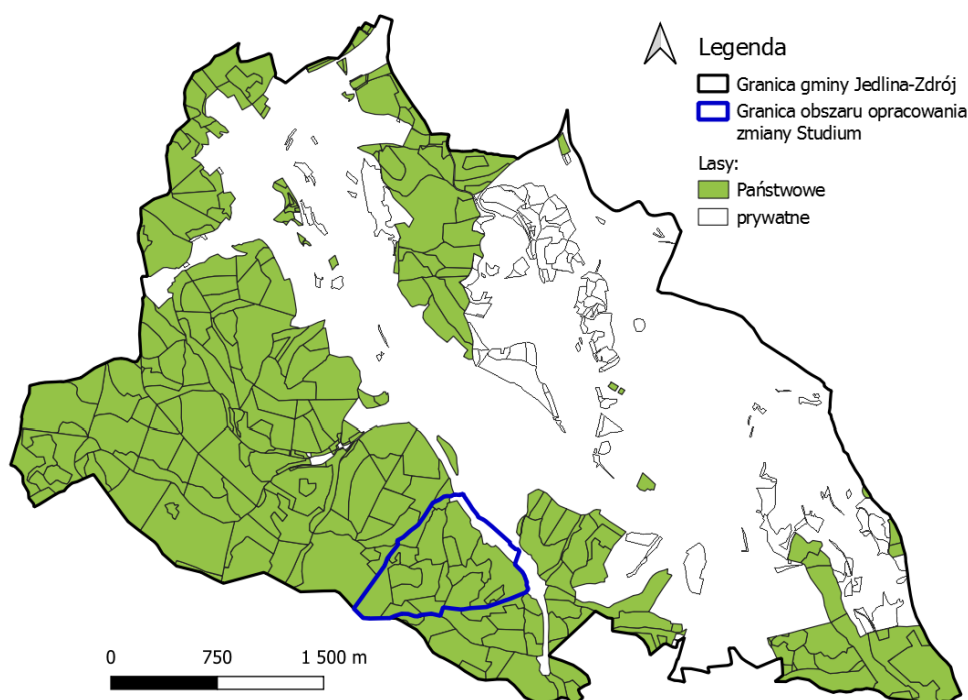 Legenda
Granica gminy Jedlina-Zdrój
Granica obszaru opracowania
zmiany Studium
Lasy:
Państwowe
prywatne
0 750 1 500 m